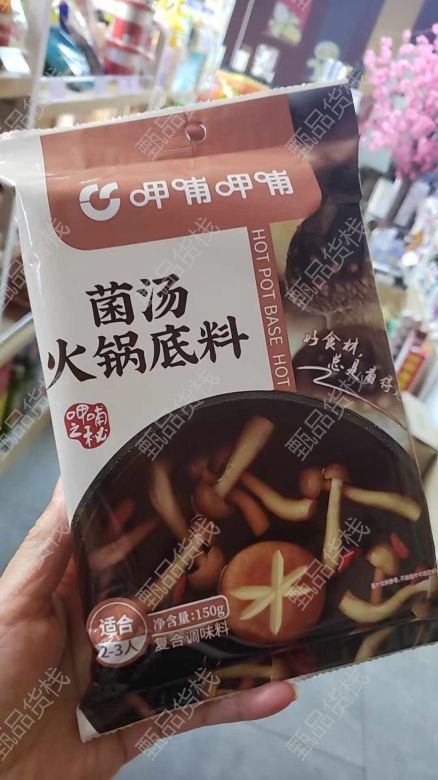 呷哺呷哺
HOT POT BASE HOT
菌汤
火锅底料
好食材,
总是看得
呷哺
之秘
适合
2-3人
净含量:150g
复合调味料
甄品货栈